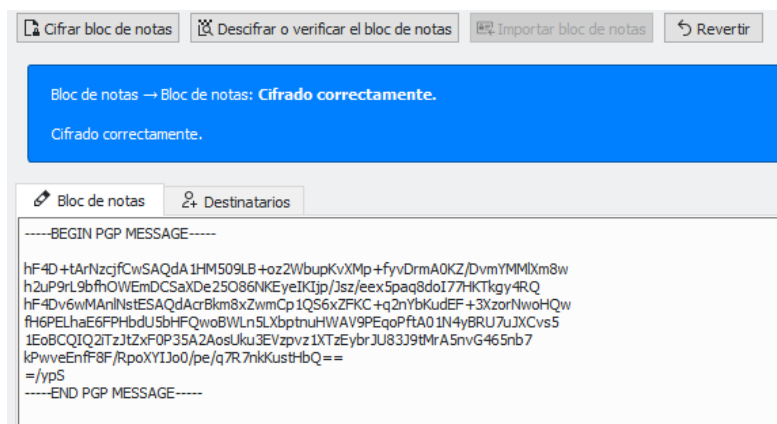 Cifrar bloc de notas
Descifrar o verificar el bloc de notas
Importar bloc de notas
Revertir
Bloc de notas → Bloc de notas: Cifrado correctamente.
Cifrado correctamente.
Bloc de notas
Destinatarios
-----BEGIN PGP MESSAGE-----
hF4D+tArNzcjfCwSAQdA1HM509LB+oz2WbupKvXMp+fyvDrmA0KZ/DvmYMMlXm8w
h2uP9rL9bfhOWEmDCSaXDe25O86NKEyeIKIjp/Jsz/eex5paq8doI77HKTkgy4RQ
hF4Dv6wMAnlNstESAQdAcrBkm8xZwmCp1QS6xZFKC+q2nYbKudEF+3XzorNwoHQw
fH6PELhaE6FPHbdU5bHFQwoBWLn5LXbptnuHWAV9PEqoPftA01N4yBRU7uJXCvs5
1EoBCQIQ2iTzJtZxF0P35A2AosUku3EVzpvz1XTzEybrJU83J9tMrA5nvG465nb7
kPwveEnfF8F/RpoXYIJo0/pe/q7R7nkKustHbQ==
=/ypS
-----END PGP MESSAGE-----